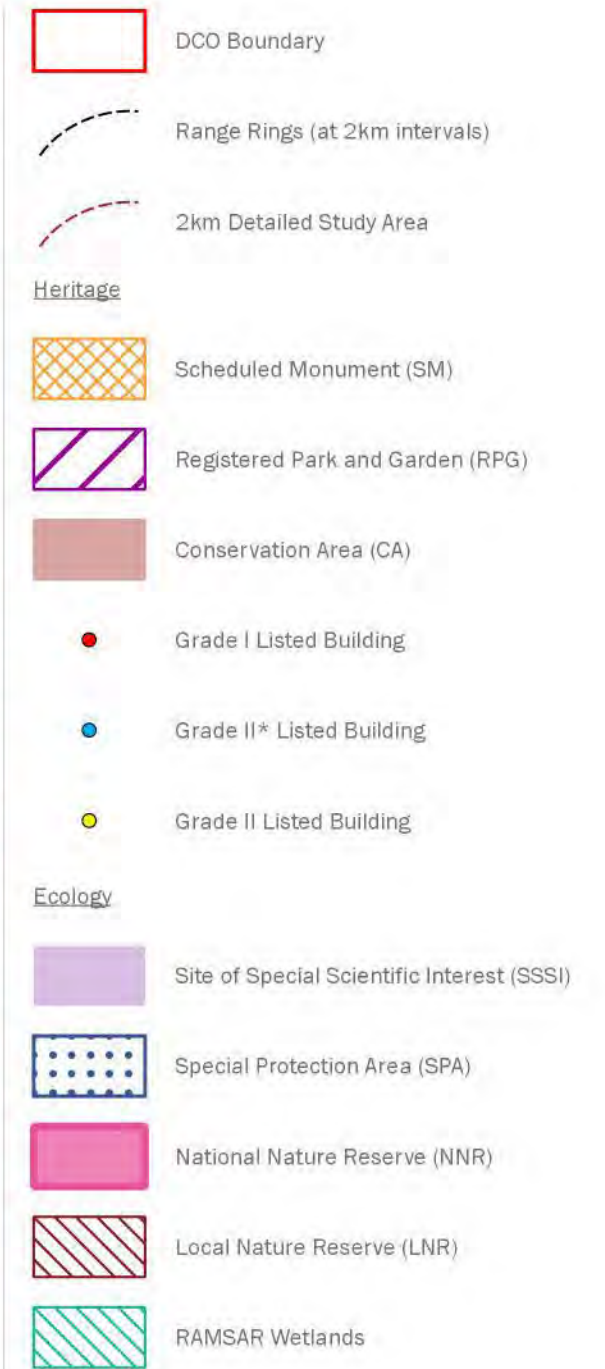 DCO Boundary
Range Rings (at 2km intervals)
2km Detailed Study Area
Heritage
Scheduled Monument (SM)
Registered Park and Garden (RPG)
Conservation Area (CA)
Grade I Listed Building
Grade II* Listed Building
Grade II Listed Building
Ecology
Site of Special Scientific Interest (SSSI)
Special Protection Area (SPA)
National Nature Reserve (NNR)
Local Nature Reserve (LNR)
RAMSAR Wetlands